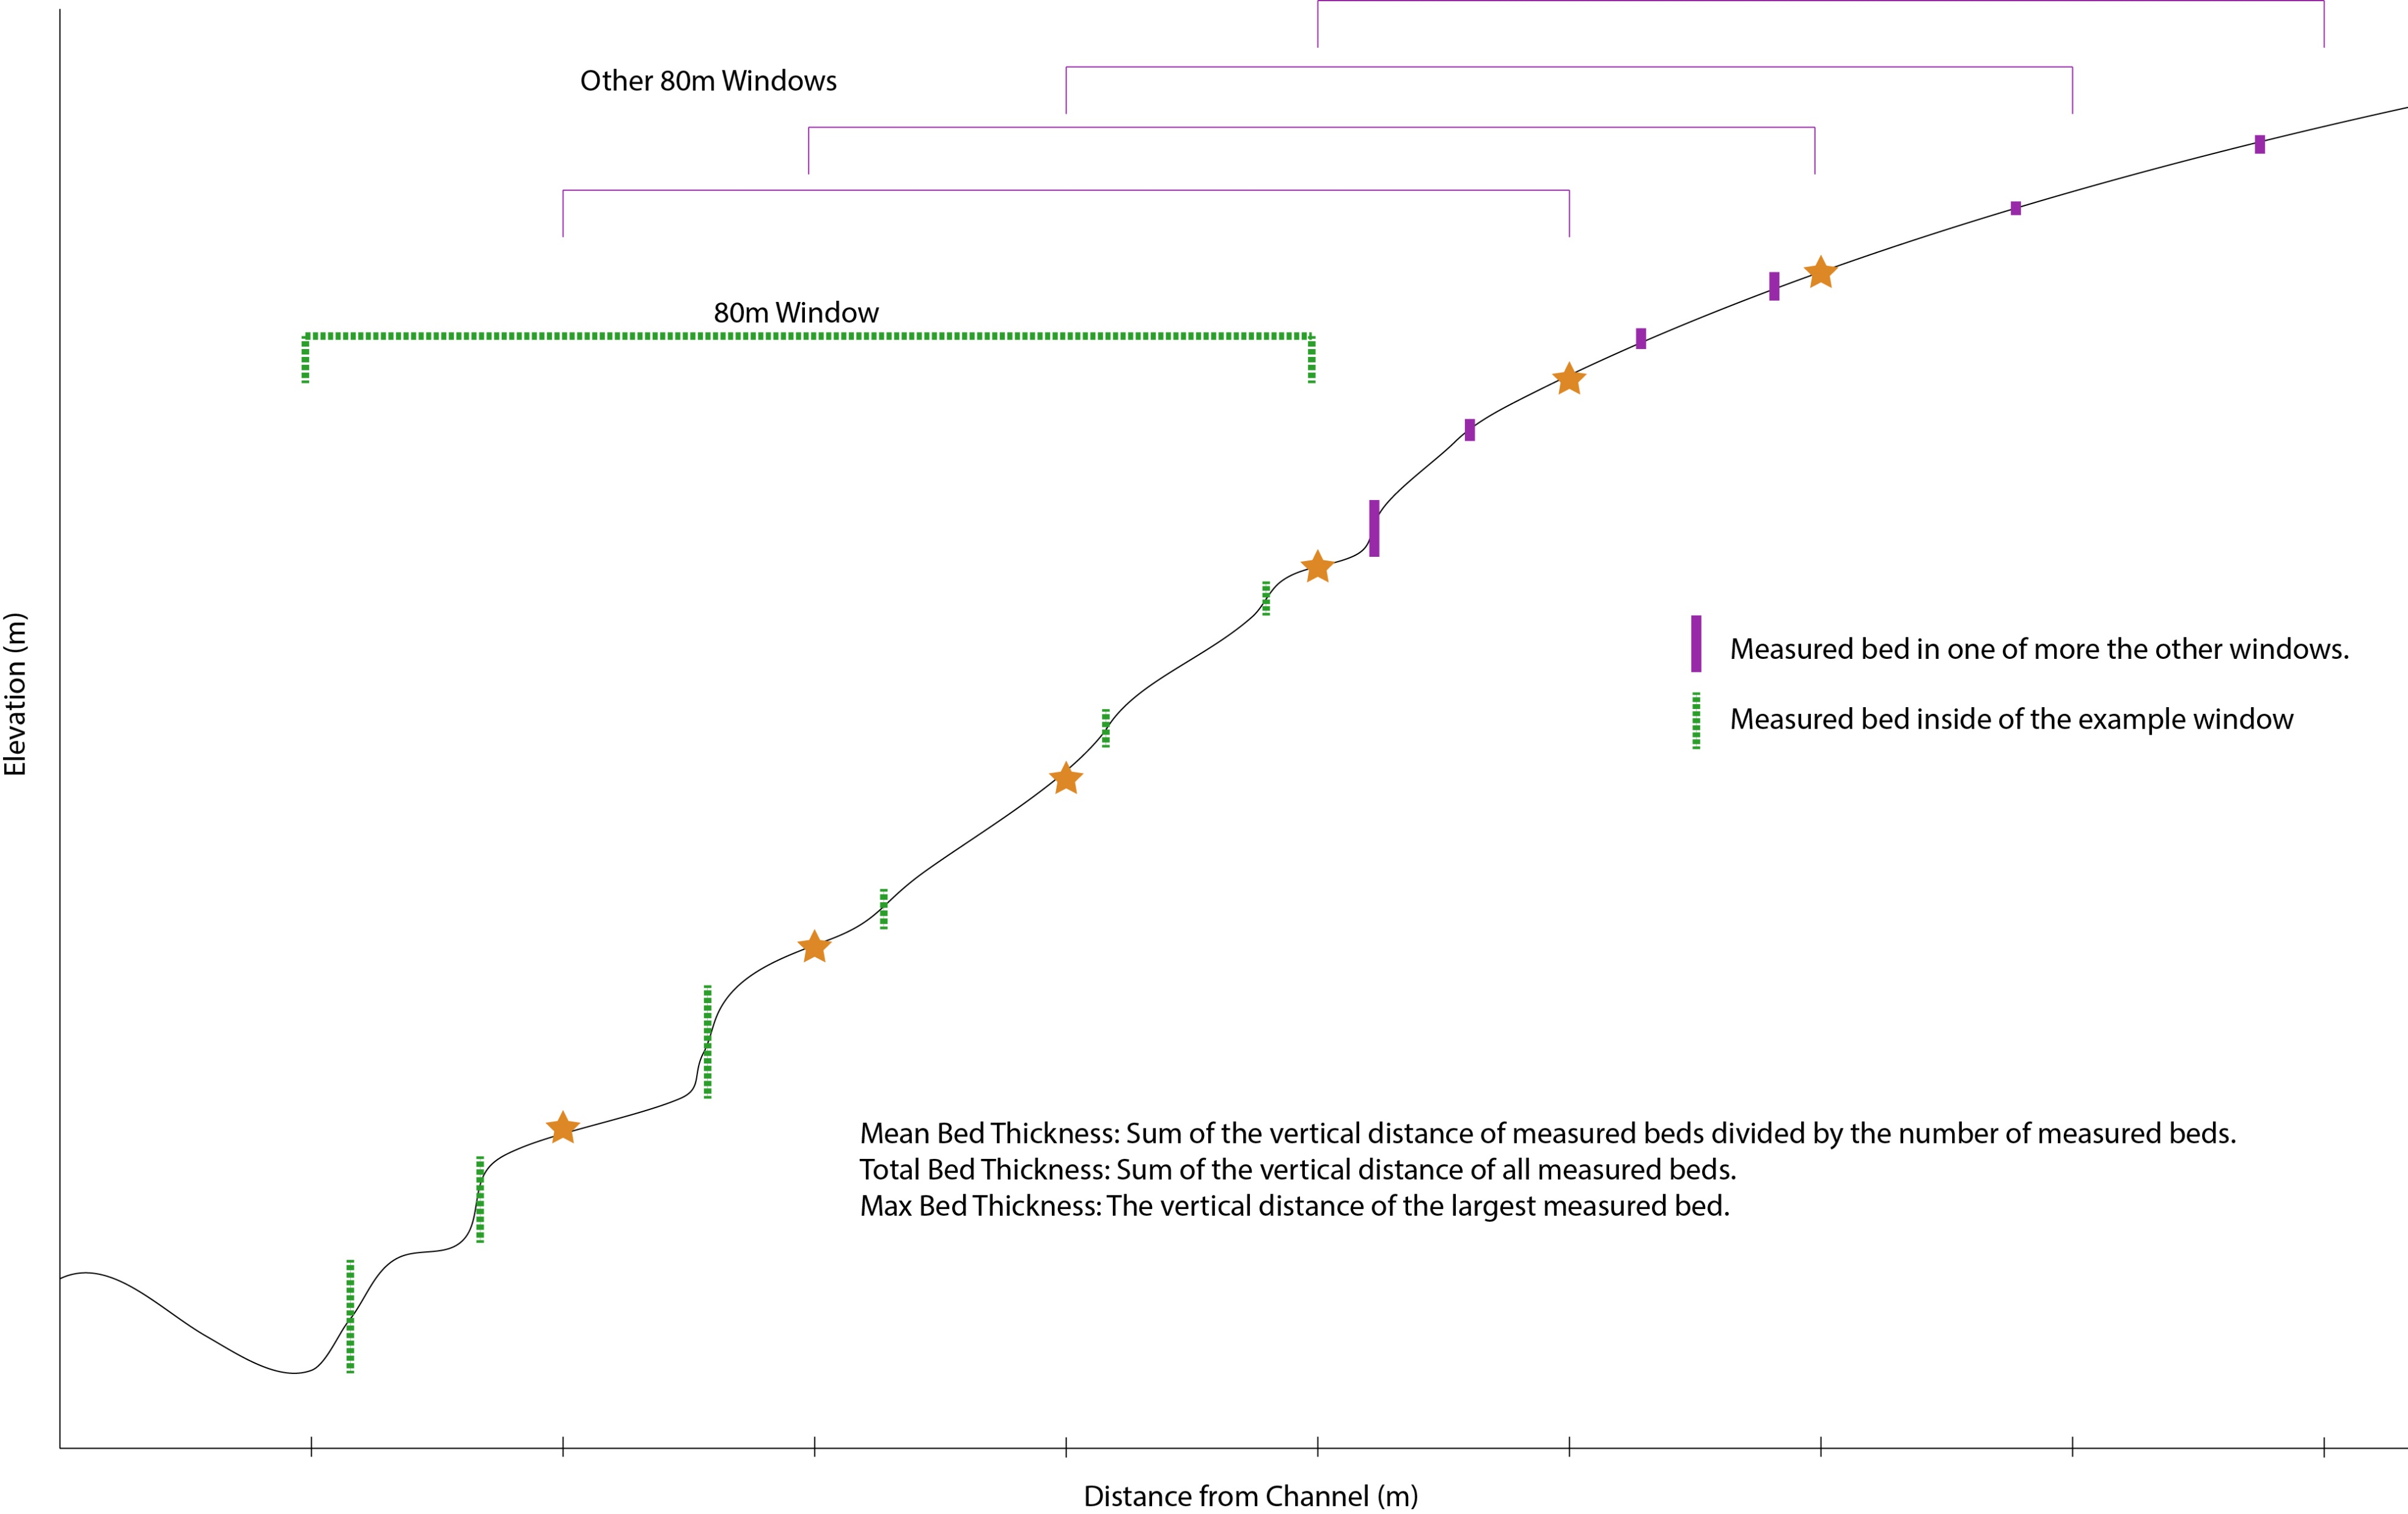 Other 80m Windows
80m Window
Elevation (m)
Measured bed in one of more the other windows.
Measured bed inside of the example window
Mean Bed Thickness: Sum of the vertical distance of measured beds divided by the number of measured beds.
Total Bed Thickness: Sum of the vertical distance of all measured beds.
Max Bed Thickness: The vertical distance of the largest measured bed.
Distance from Channel (m)